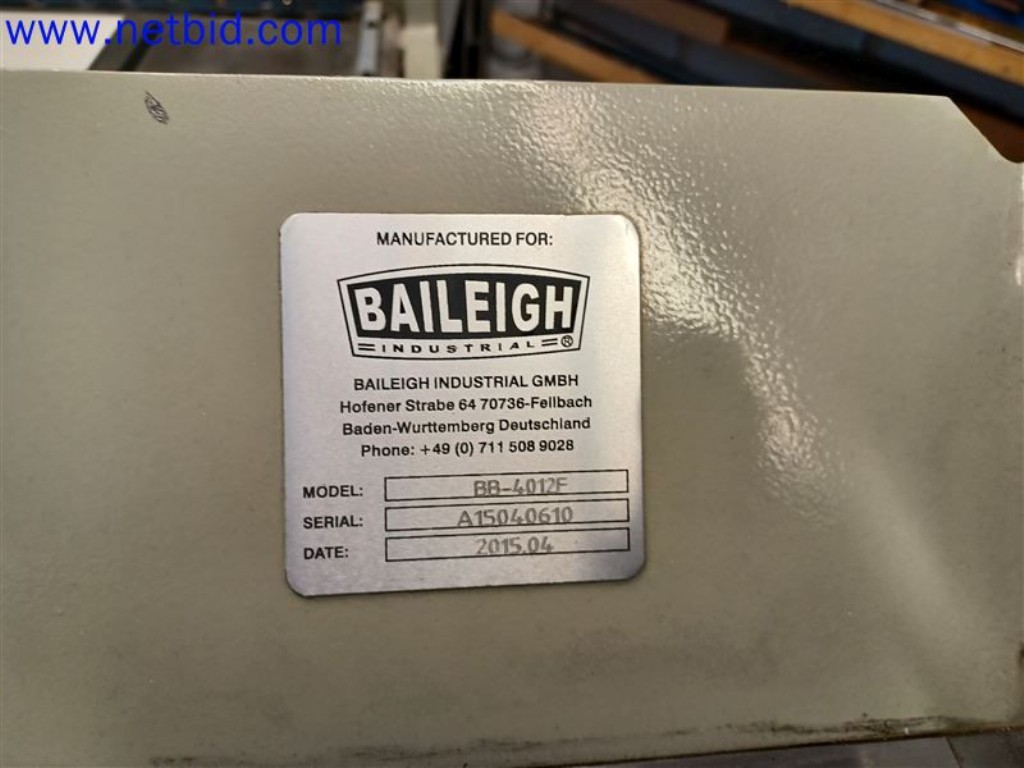 www.netbid.com
MANUFACTURED FOR:
BAILEIGH
INDUSTRIAL ®
BAILEIGH INDUSTRIAL GMBH
Hofener Strabe 64 70736-Fellbach
Baden-Wurttemberg Deutschland
Phone: +49 (0) 711 508 9028
MODEL: BB-4012F
SERIAL: A15040610
DATE: 2015.04